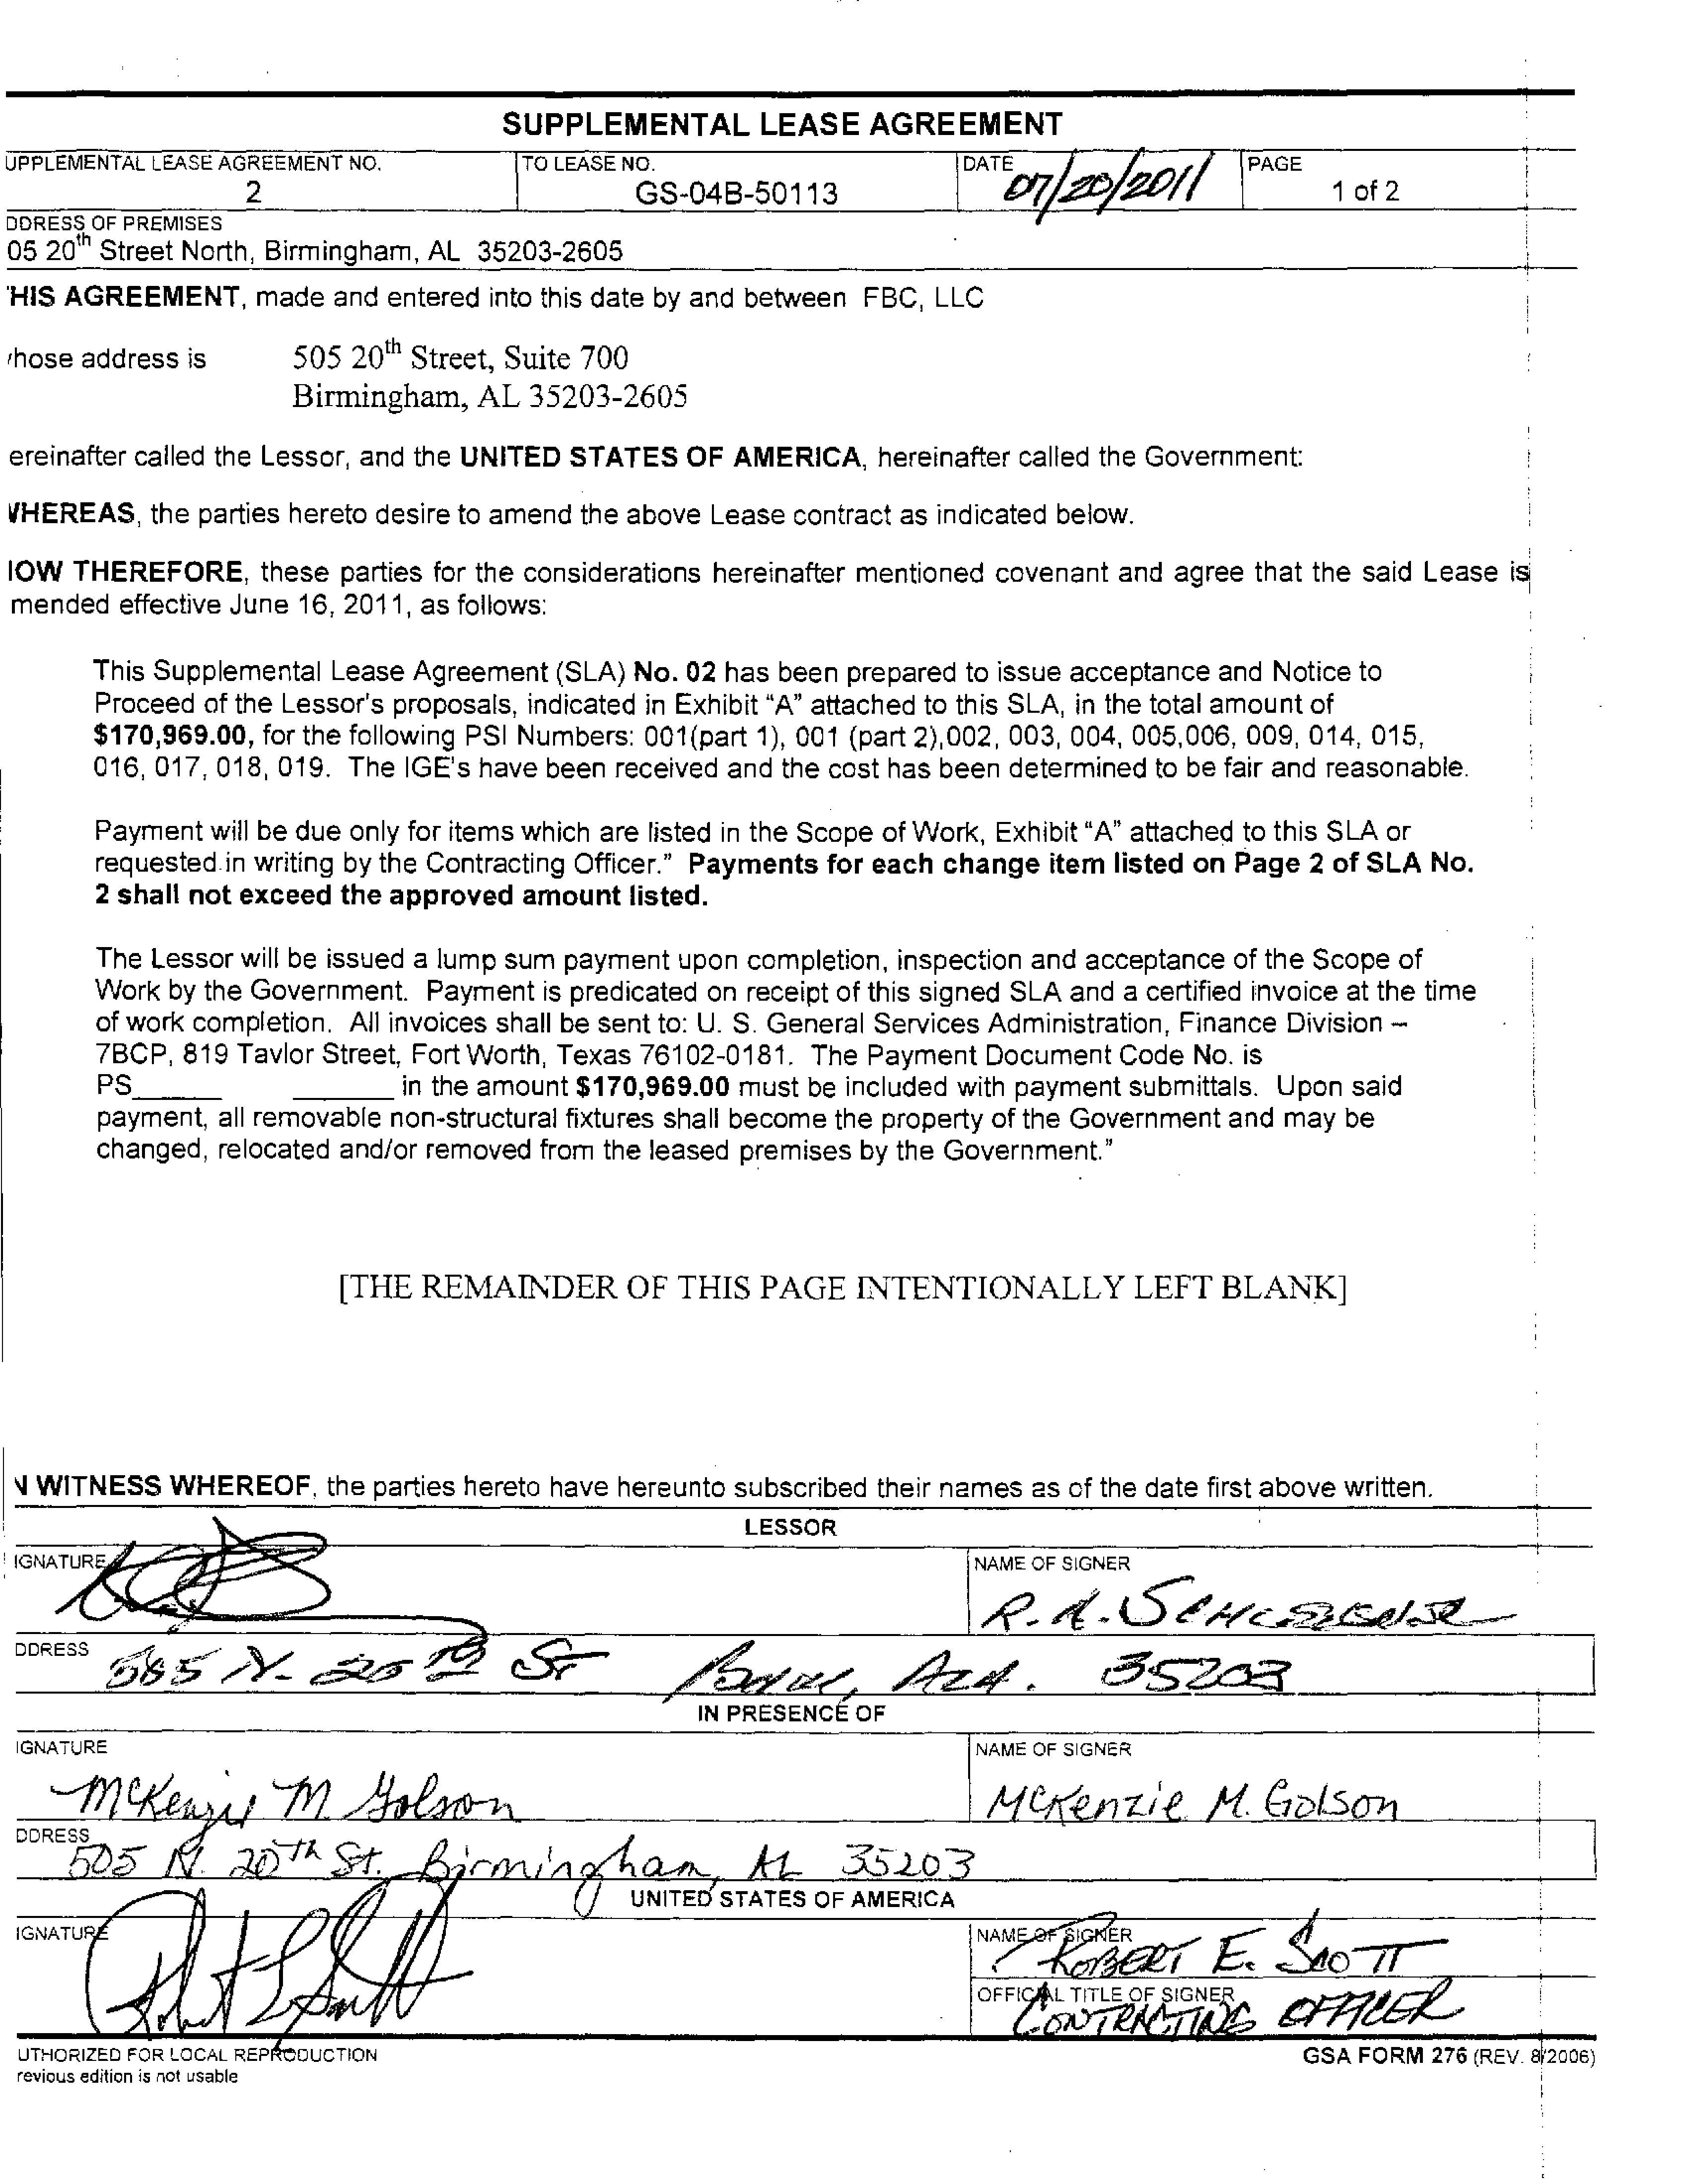 SUPPLEMENTAL LEASE AGREEMENT
UPPLEMENTAL LEASE AGREEMENT NO.
2
TO LEASE NO.
GS-04B-50113
DATE
07/20/2011
PAGE
1 of 2
DDRESS OF PREMISES
05 20th Street North, Birmingham, AL 35203-2605
HIS AGREEMENT, made and entered into this date by and between FBC, LLC
hose address is 505 20th Street, Suite 700
Birmingham, AL 35203-2605
ereinafter called the Lessor, and the UNITED STATES OF AMERICA, hereinafter called the Government:
WHEREAS, the parties hereto desire to amend the above Lease contract as indicated below.
IOW THEREFORE, these parties for the considerations hereinafter mentioned covenant and agree that the said Lease is
mended effective June 16, 2011, as follows:
This Supplemental Lease Agreement (SLA) No. 02 has been prepared to issue acceptance and Notice to
Proceed of the Lessor's proposals, indicated in Exhibit “A” attached to this SLA, in the total amount of
$170,969.00, for the following PSI Numbers: 001(part 1), 001 (part 2),002, 003, 004, 005,006, 009, 014, 015,
016, 017, 018, 019. The IGE's have been received and the cost has been determined to be fair and reasonable.
Payment will be due only for items which are listed in the Scope of Work, Exhibit “A” attached to this SLA or
requested in writing by the Contracting Officer.” Payments for each change item listed on Page 2 of SLA No.
2 shall not exceed the approved amount listed.
The Lessor will be issued a lump sum payment upon completion, inspection and acceptance of the Scope of
Work by the Government. Payment is predicated on receipt of this signed SLA and a certified invoice at the time
of work completion. All invoices shall be sent to: U. S. General Services Administration, Finance Division –
7BCP, 819 Tavlor Street, Fort Worth, Texas 76102-0181. The Payment Document Code No. is
PS______ ______ in the amount $170,969.00 must be included with payment submittals. Upon said
payment, all removable non-structural fixtures shall become the property of the Government and may be
changed, relocated and/or removed from the leased premises by the Government.”
[THE REMAINDER OF THIS PAGE INTENTIONALLY LEFT BLANK]
N WITNESS WHEREOF, the parties hereto have hereunto subscribed their names as of the date first above written.
LESSOR
IGNATURE
NAME OF SIGNER
R.A.
DDRESS
505 N. 20th St Ala. 35203
IN PRESENCE OF
IGNATURE
McKenzie M Golson
NAME OF SIGNER
McKenzie M. Golson
DDRESS
505 N. 20th St. Birmingham, AL 35203
UNITED STATES OF AMERICA
IGNATURE
NAME OF SIGNER
ROBERT E. SCOTT
OFFICIAL TITLE OF SIGNER
CONTRACTING OFFICER
UTHORIZED FOR LOCAL REPRODUCTION
revious edition is not usable
GSA FORM 276 (REV. 8/2006)